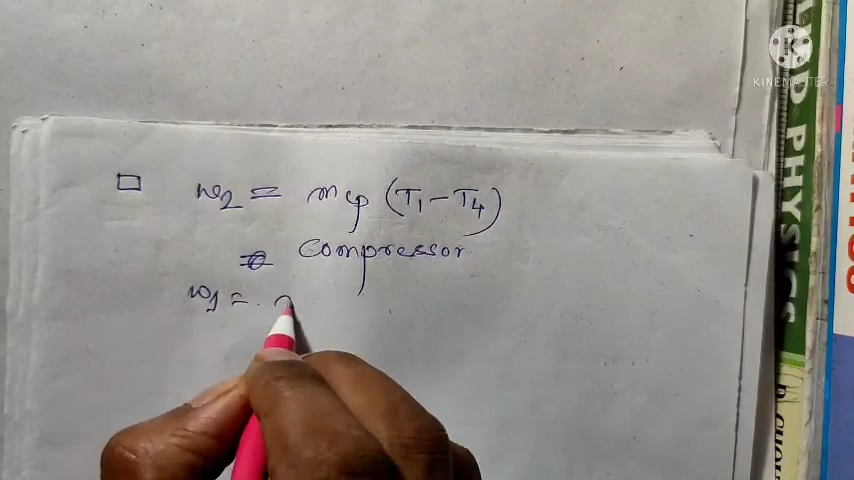 KINEMASTER
□ w₂ = mcp (T₁ - T₄)
compressor
w₁ =
PHYSICS